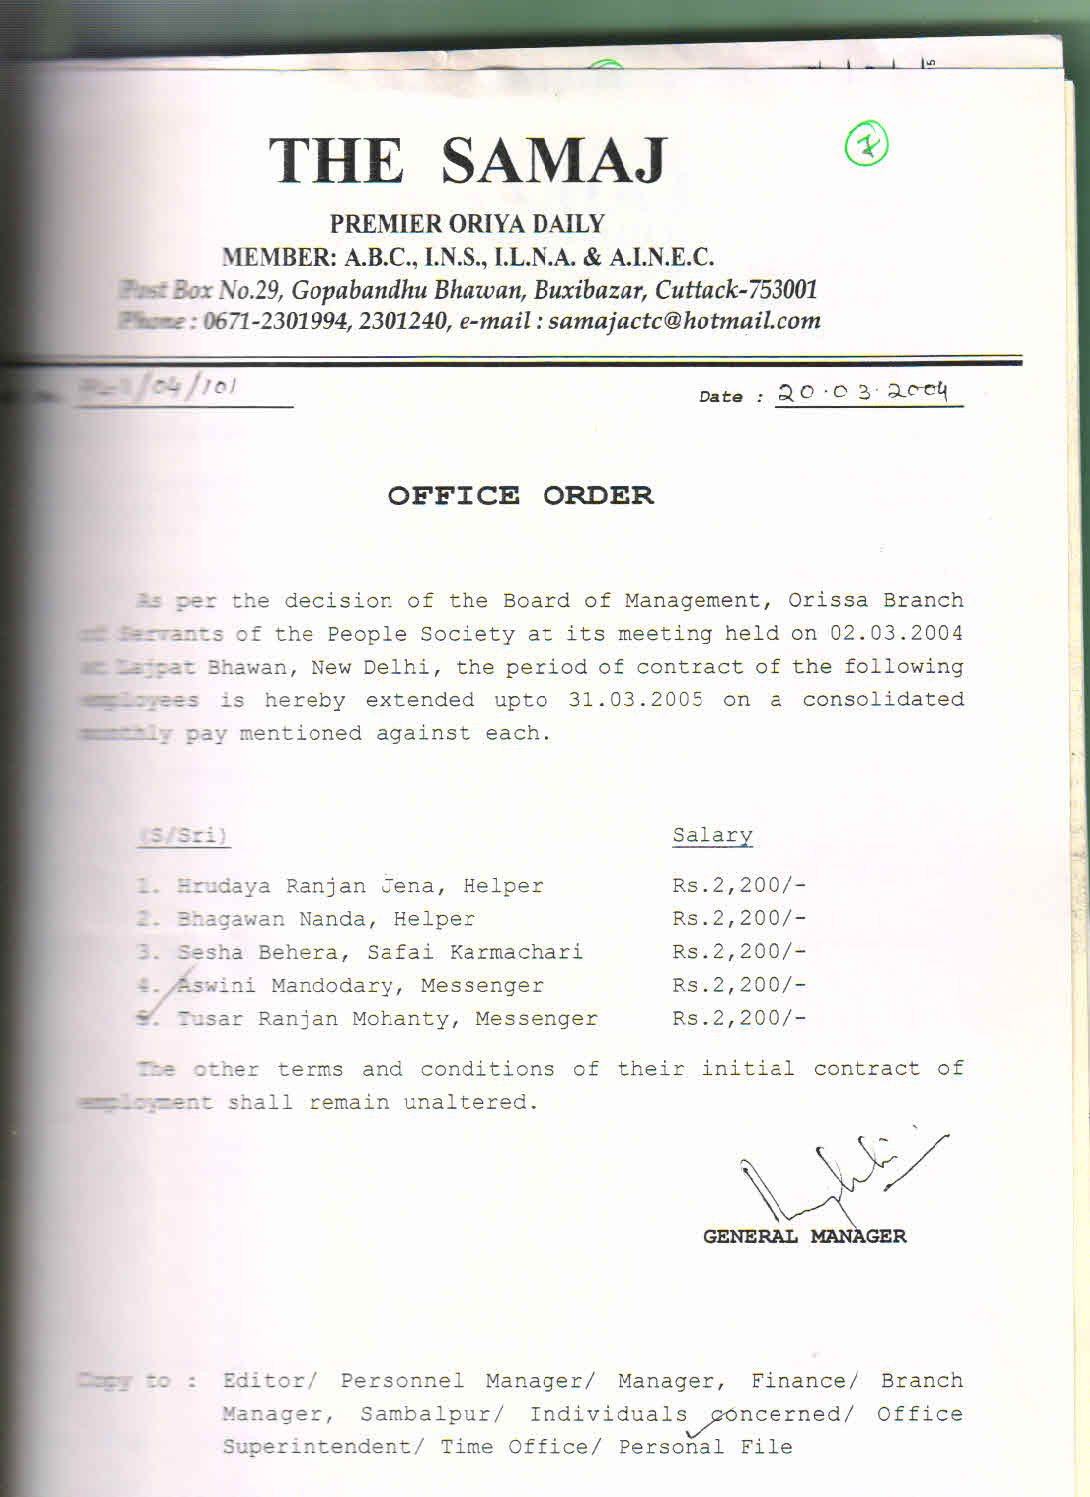 THE SAMAJ
PREMIER ORIYA DAILY
MEMBER: A.B.C., I.N.S., I.L.N.A. & A.I.N.E.C.
Post Box No.29, Gopabandhu Bhawan, Buxibazar, Cuttack-753001
Phone : 0671-2301994, 2301240, e-mail : samajactc@hotmail.com
/04/101
Date : 20.03.2004
OFFICE ORDER
As per the decision of the Board of Management, Orissa Branch
of Servants of the People Society at its meeting held on 02.03.2004
at Lajpat Bhawan, New Delhi, the period of contract of the following
employees is hereby extended upto 31.03.2005 on a consolidated
monthly pay mentioned against each.
(S/Sri) Salary
1. Hrudaya Ranjan Jena, Helper Rs.2,200/-
2. Bhagawan Nanda, Helper Rs.2,200/-
3. Sesha Behera, Safai Karmachari Rs.2,200/-
4. Aswini Mandodary, Messenger Rs.2,200/-
5. Tusar Ranjan Mohanty, Messenger Rs.2,200/-
The other terms and conditions of their initial contract of
employment shall remain unaltered.
GENERAL MANAGER
Copy to : Editor/ Personnel Manager/ Manager, Finance/ Branch
Manager, Sambalpur/ Individuals concerned/ Office
Superintendent/ Time Office/ Personal File